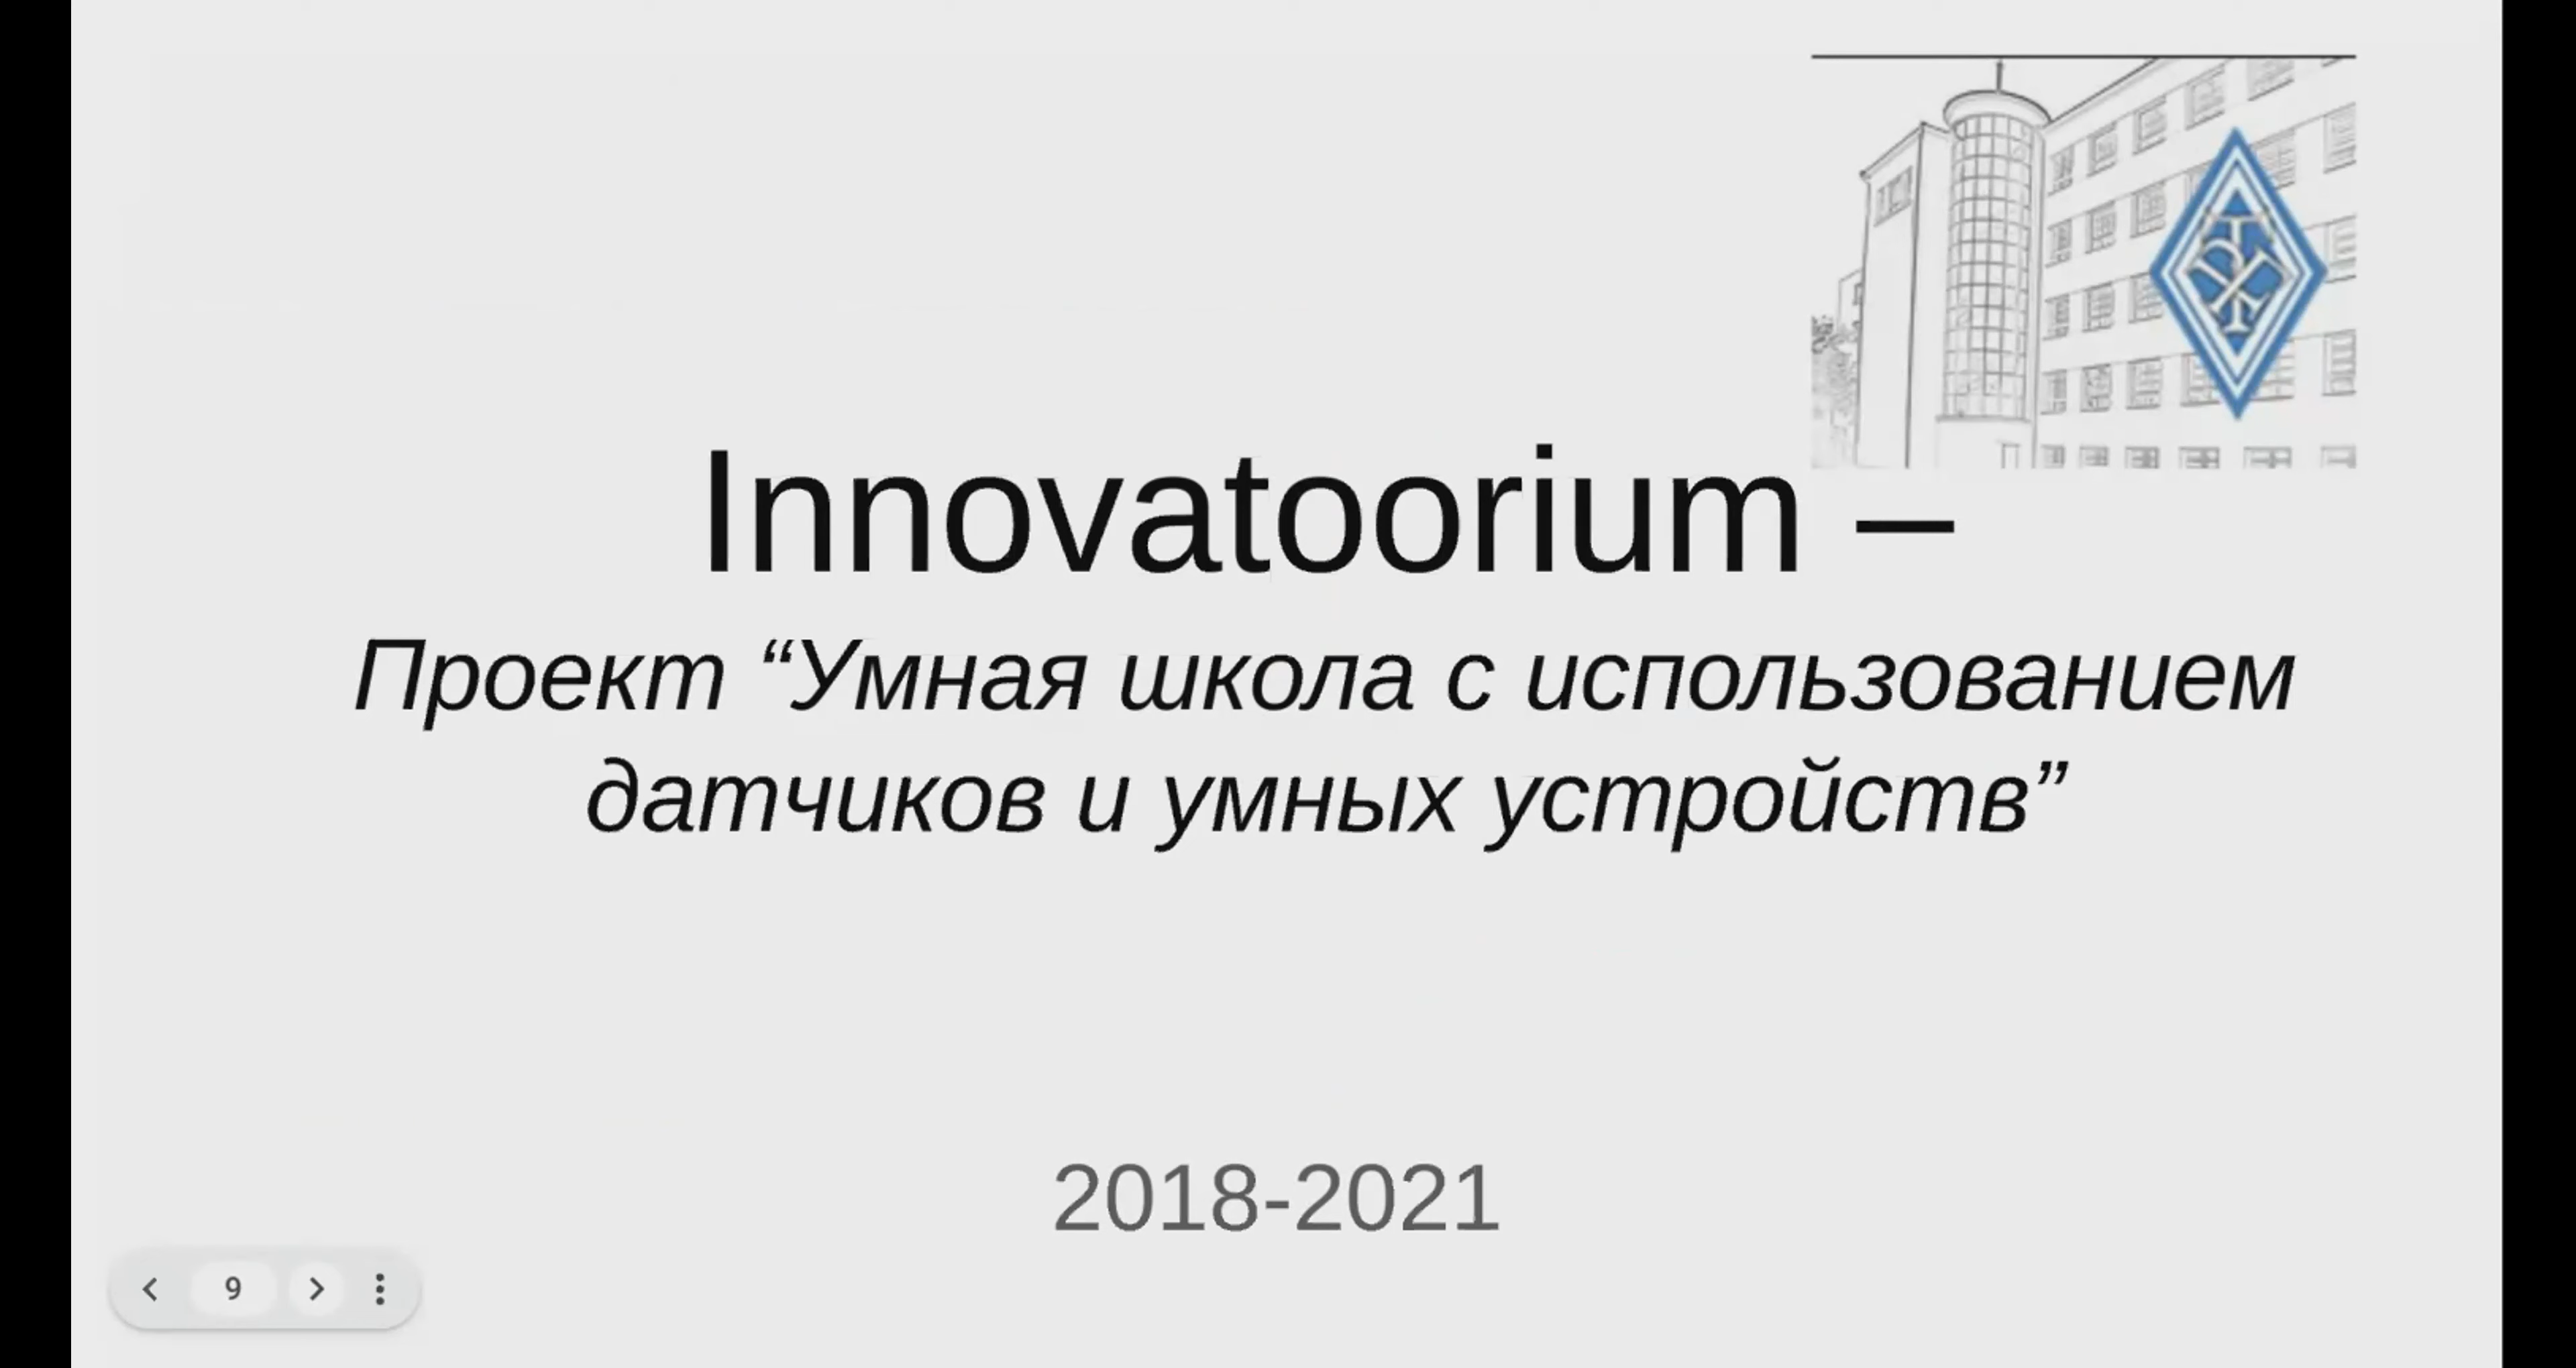 Innovatoorium –
Проект “Умная школа с использованием
датчиков и умных устройств”
2018-2021
9